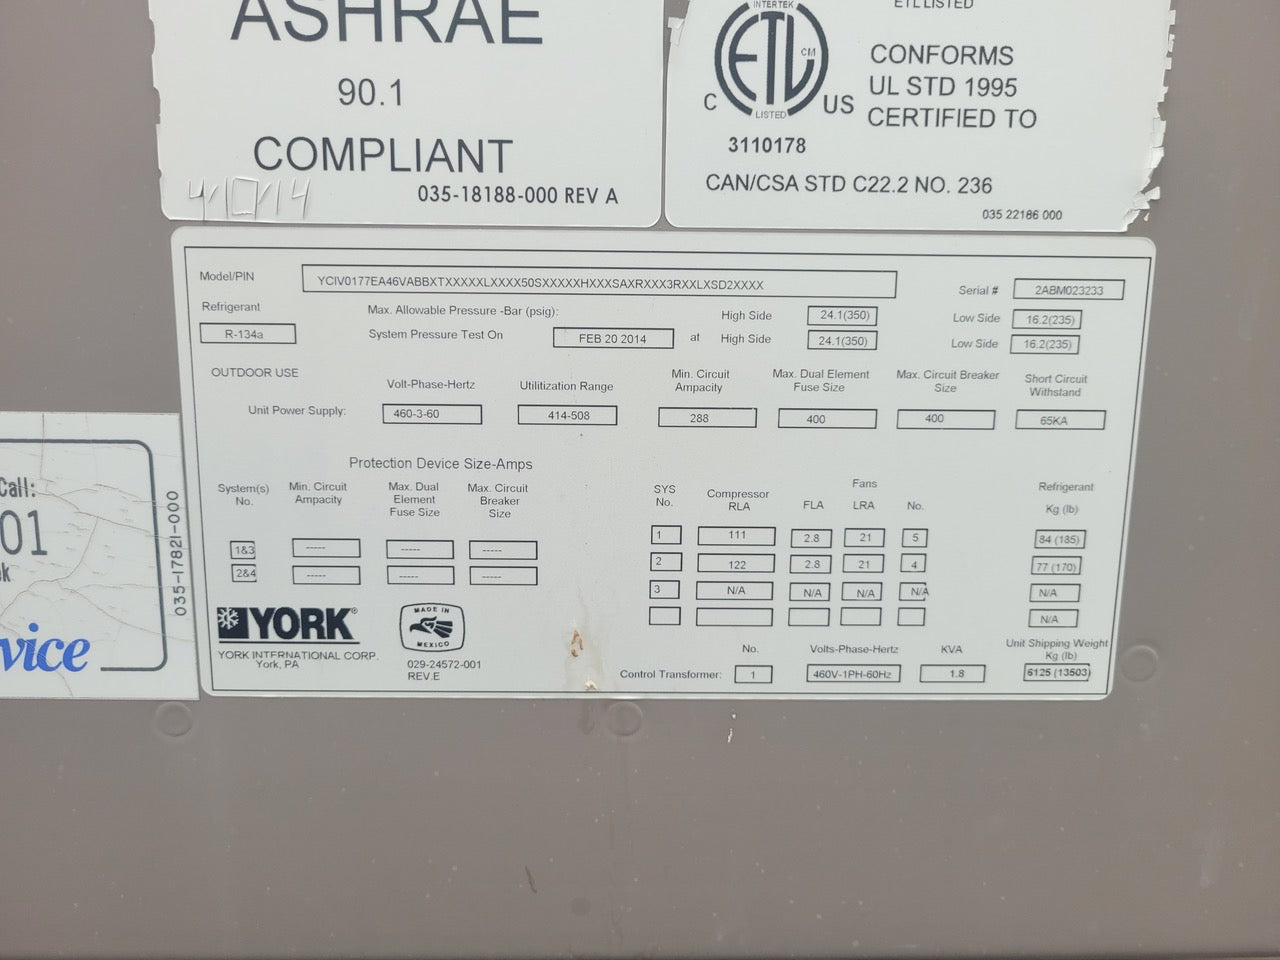 ASHRAE
90.1
COMPLIANT
4/10/14
035-18188-000 REV A
INTERTEK
ETL LISTED
ETL
CM
C
US
LISTED
3110178
CONFORMS
UL STD 1995
CERTIFIED TO
CAN/CSA STD C22.2 NO. 236
035 22186 000
Model/PIN
YCIV0177EA46VABBXTXXXXXLXXXX50SXXXXXHXXXSAXRXXX3RXXLXSD2XXXX
Serial #
2ABM023233
Refrigerant
R-134a
Max. Allowable Pressure -Bar (psig):
High Side
24.1(350)
Low Side
16.2(235)
System Pressure Test On
FEB 20 2014
at
High Side
24.1(350)
Low Side
16.2(235)
OUTDOOR USE
Volt-Phase-Hertz
Utilitization Range
Min. Circuit
Ampacity
Max. Dual Element
Fuse Size
Max. Circuit Breaker
Size
Short Circuit
Withstand
Unit Power Supply:
460-3-60
414-508
288
400
400
65KA
Protection Device Size-Amps
System(s)
No.
Min. Circuit
Ampacity
Max. Dual
Element
Fuse Size
Max. Circuit
Breaker
Size
1&3 ----- ----- -----
2&4 ----- ----- -----
SYS
No.
Compressor
RLA
Fans
FLA LRA No.
Refrigerant
Kg (lb)
1 111 2.8 21 5 84 (185)
2 122 2.8 21 4 77 (170)
3 N/A N/A N/A N/A N/A
N/A
YORK®
YORK INTERNATIONAL CORP.
York, PA
MADE IN
MEXICO
029-24572-001
REV.E
No.
Volts-Phase-Hertz
KVA
Unit Shipping Weight
Kg (lb)
Control Transformer:
1
460V-1PH-60Hz
1.8
6125 (13503)
Call:
01
k
vice
035-17821-000